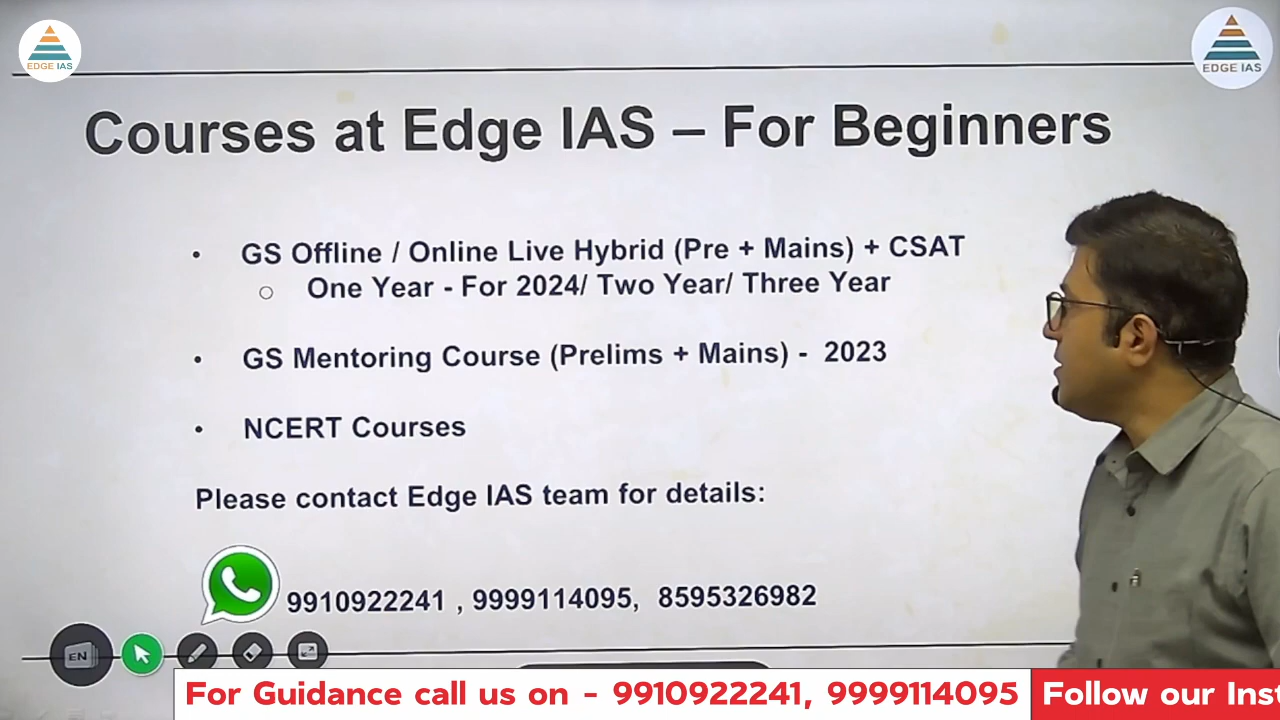 EDGE IAS
EDGE IAS
Courses at Edge IAS – For Beginners
• GS Offline / Online Live Hybrid (Pre + Mains) + CSAT
○ One Year - For 2024/ Two Year/ Three Year
• GS Mentoring Course (Prelims + Mains) - 2023
• NCERT Courses
Please contact Edge IAS team for details:
9910922241 , 9999114095, 8595326982
EN
For Guidance call us on - 9910922241, 9999114095
Follow our Inst